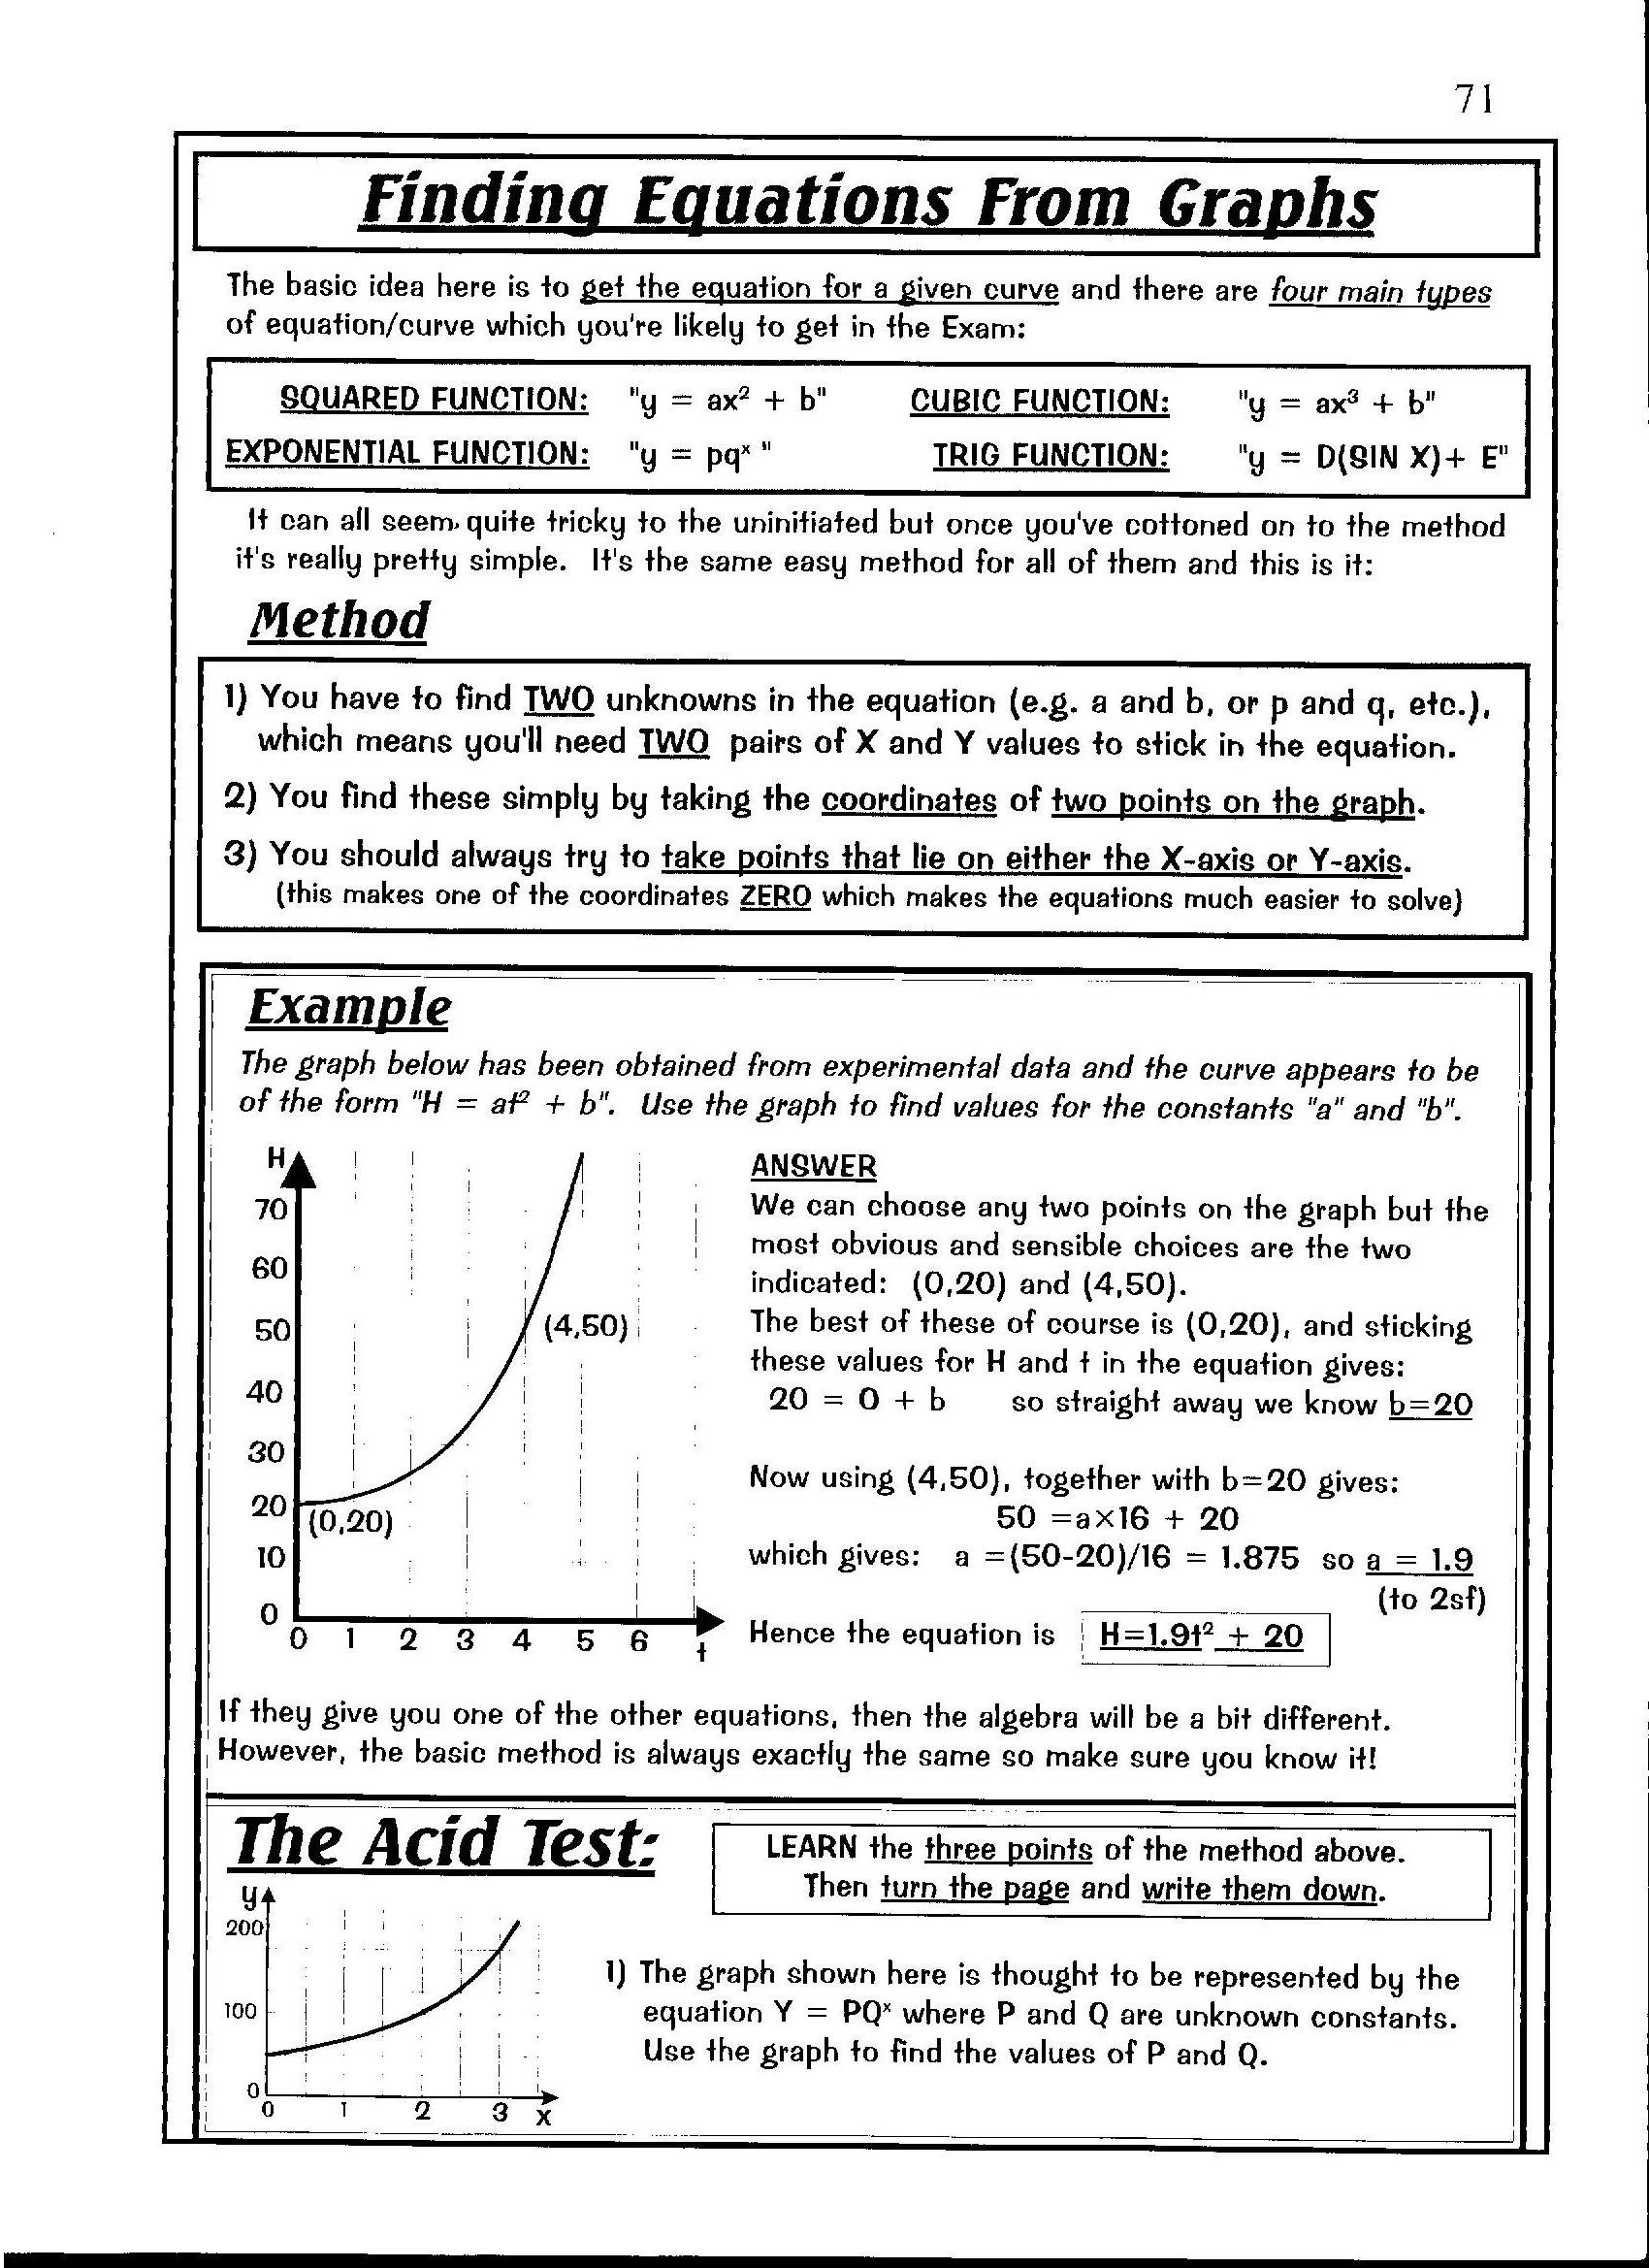 71
Finding Equations From Graphs
The basic idea here is to get the equation for a given curve and there are four main types
of equation/curve which you're likely to get in the Exam:
SQUARED FUNCTION: "y = ax² + b" CUBIC FUNCTION: "y = ax³ + b"
EXPONENTIAL FUNCTION: "y = pqˣ " TRIG FUNCTION: "y = D(SIN X)+ E"
It can all seem quite tricky to the uninitiated but once you've cottoned on to the method
it's really pretty simple. It's the same easy method for all of them and this is it:
Method
1) You have to find TWO unknowns in the equation (e.g. a and b, or p and q, etc.),
which means you'll need TWO pairs of X and Y values to stick in the equation.
2) You find these simply by taking the coordinates of two points on the graph.
3) You should always try to take points that lie on either the X-axis or Y-axis.
(this makes one of the coordinates ZERO which makes the equations much easier to solve)
Example
The graph below has been obtained from experimental data and the curve appears to be
of the form "H = at² + b". Use the graph to find values for the constants "a" and "b".
H
70
60
50
40
30
20
10
0
0 1 2 3 4 5 6 t
(4,50)
(0,20)
ANSWER
We can choose any two points on the graph but the
most obvious and sensible choices are the two
indicated: (0,20) and (4,50).
The best of these of course is (0,20), and sticking
these values for H and t in the equation gives:
20 = 0 + b so straight away we know b=20
Now using (4,50), together with b=20 gives:
50 =a×16 + 20
which gives: a =(50-20)/16 = 1.875 so a = 1.9
(to 2sf)
Hence the equation is H=1.9t² + 20
If they give you one of the other equations, then the algebra will be a bit different.
However, the basic method is always exactly the same so make sure you know it!
The Acid Test:
LEARN the three points of the method above.
Then turn the page and write them down.
y
200
100
0
0 1 2 3 x
1) The graph shown here is thought to be represented by the
equation Y = PQˣ where P and Q are unknown constants.
Use the graph to find the values of P and Q.